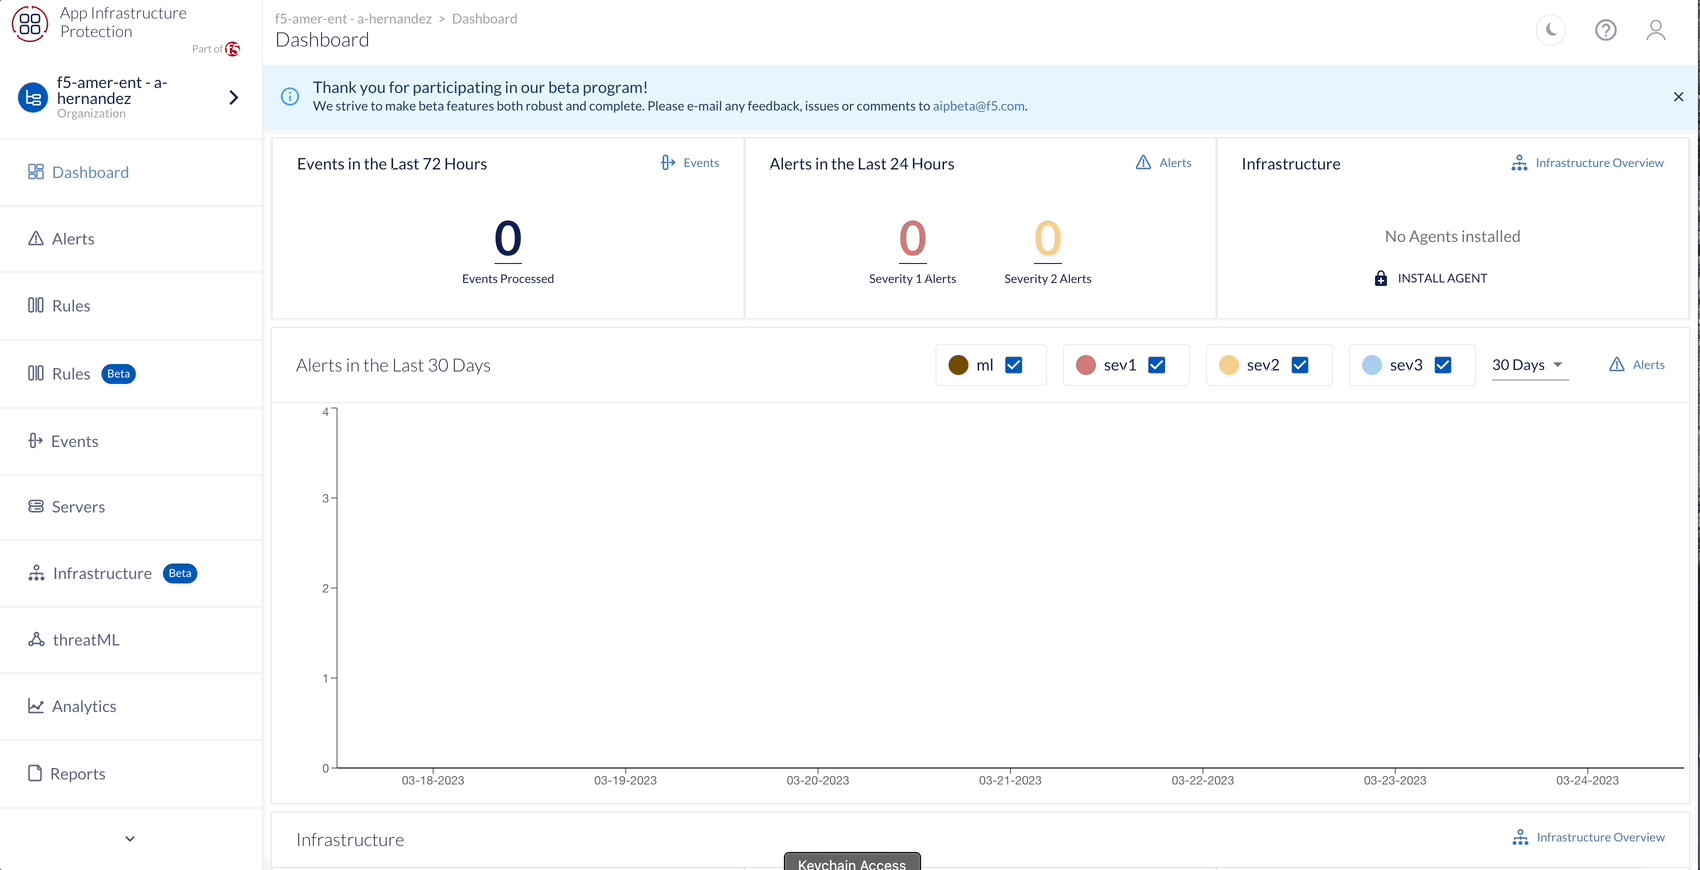 App Infrastructure
Protection
Part of f5
f5-amer-ent - a-
hernandez
Organization
Dashboard
Alerts
Rules
Rules Beta
Events
Servers
Infrastructure Beta
threatML
Analytics
Reports
f5-amer-ent - a-hernandez > Dashboard
Dashboard
Thank you for participating in our beta program!
We strive to make beta features both robust and complete. Please e-mail any feedback, issues or comments to aipbeta@f5.com.
Events in the Last 72 Hours
Events
0
Events Processed
Alerts in the Last 24 Hours
Alerts
0 0
Severity 1 Alerts Severity 2 Alerts
Infrastructure
Infrastructure Overview
No Agents installed
INSTALL AGENT
Alerts in the Last 30 Days
ml sev1 sev2 sev3 30 Days Alerts
4
3
2
1
0
03-18-2023 03-19-2023 03-20-2023 03-21-2023 03-22-2023 03-23-2023 03-24-2023
Infrastructure
Infrastructure Overview
Keychain Access